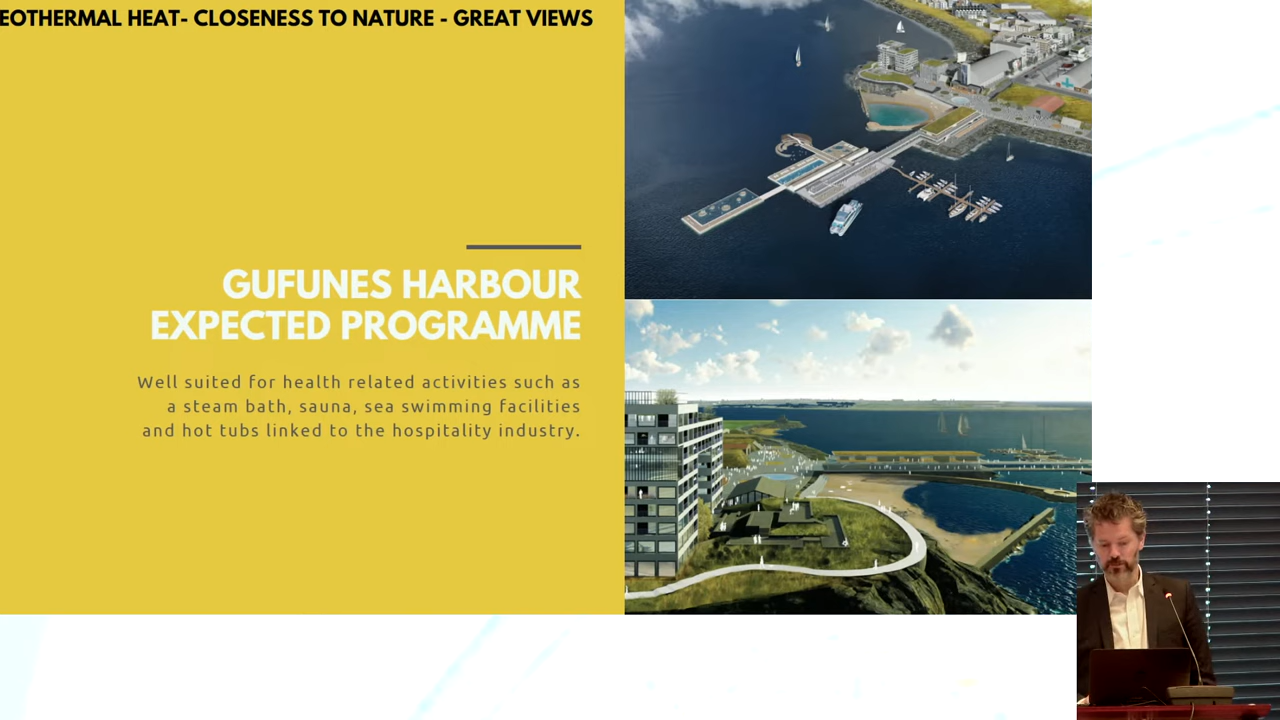 EOTHERMAL HEAT- CLOSENESS TO NATURE - GREAT VIEWS
GUFUNES HARBOUR
EXPECTED PROGRAMME
Well suited for health related activities such as
a steam bath, sauna, sea swimming facilities
and hot tubs linked to the hospitality industry.